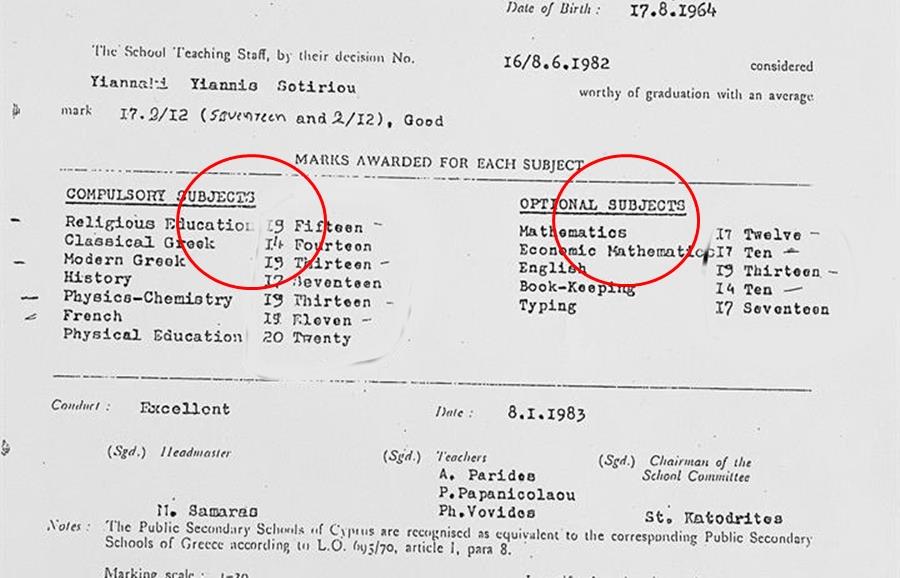 Date of Birth : 17.8.1964
The School Teaching Staff, by their decision No. 16/8.6.1982 considered
Yiannaki Yiannis Sotiriou worthy of graduation with an average
mark 17.2/12 (Seventeen and 2/12), Good
MARKS AWARDED FOR EACH SUBJECT
COMPULSORY SUBJECTS
Religious Education 19 Fifteen -
Classical Greek 14 Fourteen
Modern Greek 19 Thirteen -
History 17 Seventeen
Physics-Chemistry 19 Thirteen -
French 19 Eleven -
Physical Education 20 Twenty
OPTIONAL SUBJECTS
Mathematics 17 Twelve -
Economic Mathematics 17 Ten -
English 19 Thirteen -
Book-Keeping 14 Ten -
Typing 17 Seventeen
Conduct : Excellent Date : 8.1.1983
(Sgd.) Headmaster (Sgd.) Teachers (Sgd.) Chairman of the
School Committee
A. Parides
P.Papanicolaou
M. Samaras Ph.Vovides St. Katodrites
Notes : The Public Secondary Schools of Cyprus are recognised as equivalent to the corresponding Public Secondary
Schools of Greece according to L.O. 695/70, article 1, para 8.
Marking scale : 1-20